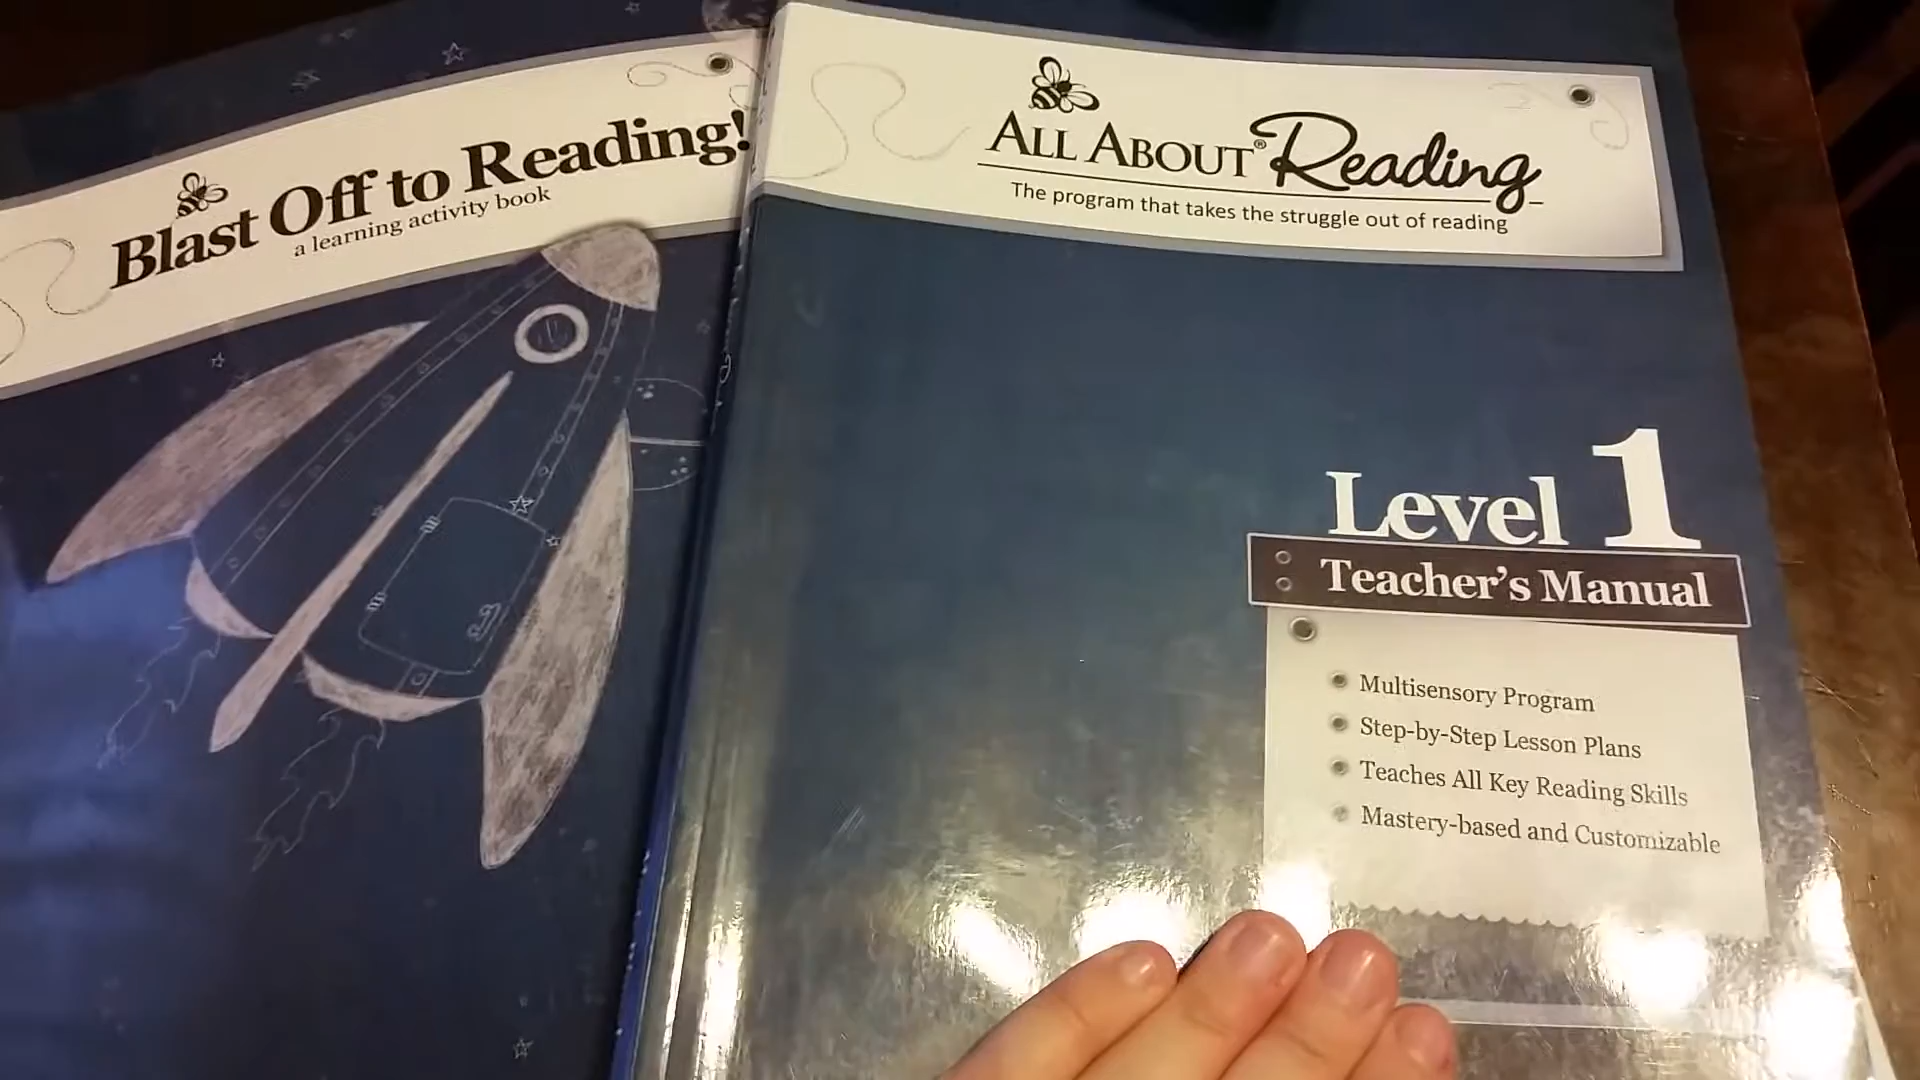 Blast Off to Reading!
a learning activity book
ALL ABOUT® Reading
The program that takes the struggle out of reading
Level 1
Teacher's Manual
Multisensory Program
Step-by-Step Lesson Plans
Teaches All Key Reading Skills
Mastery-based and Customizable